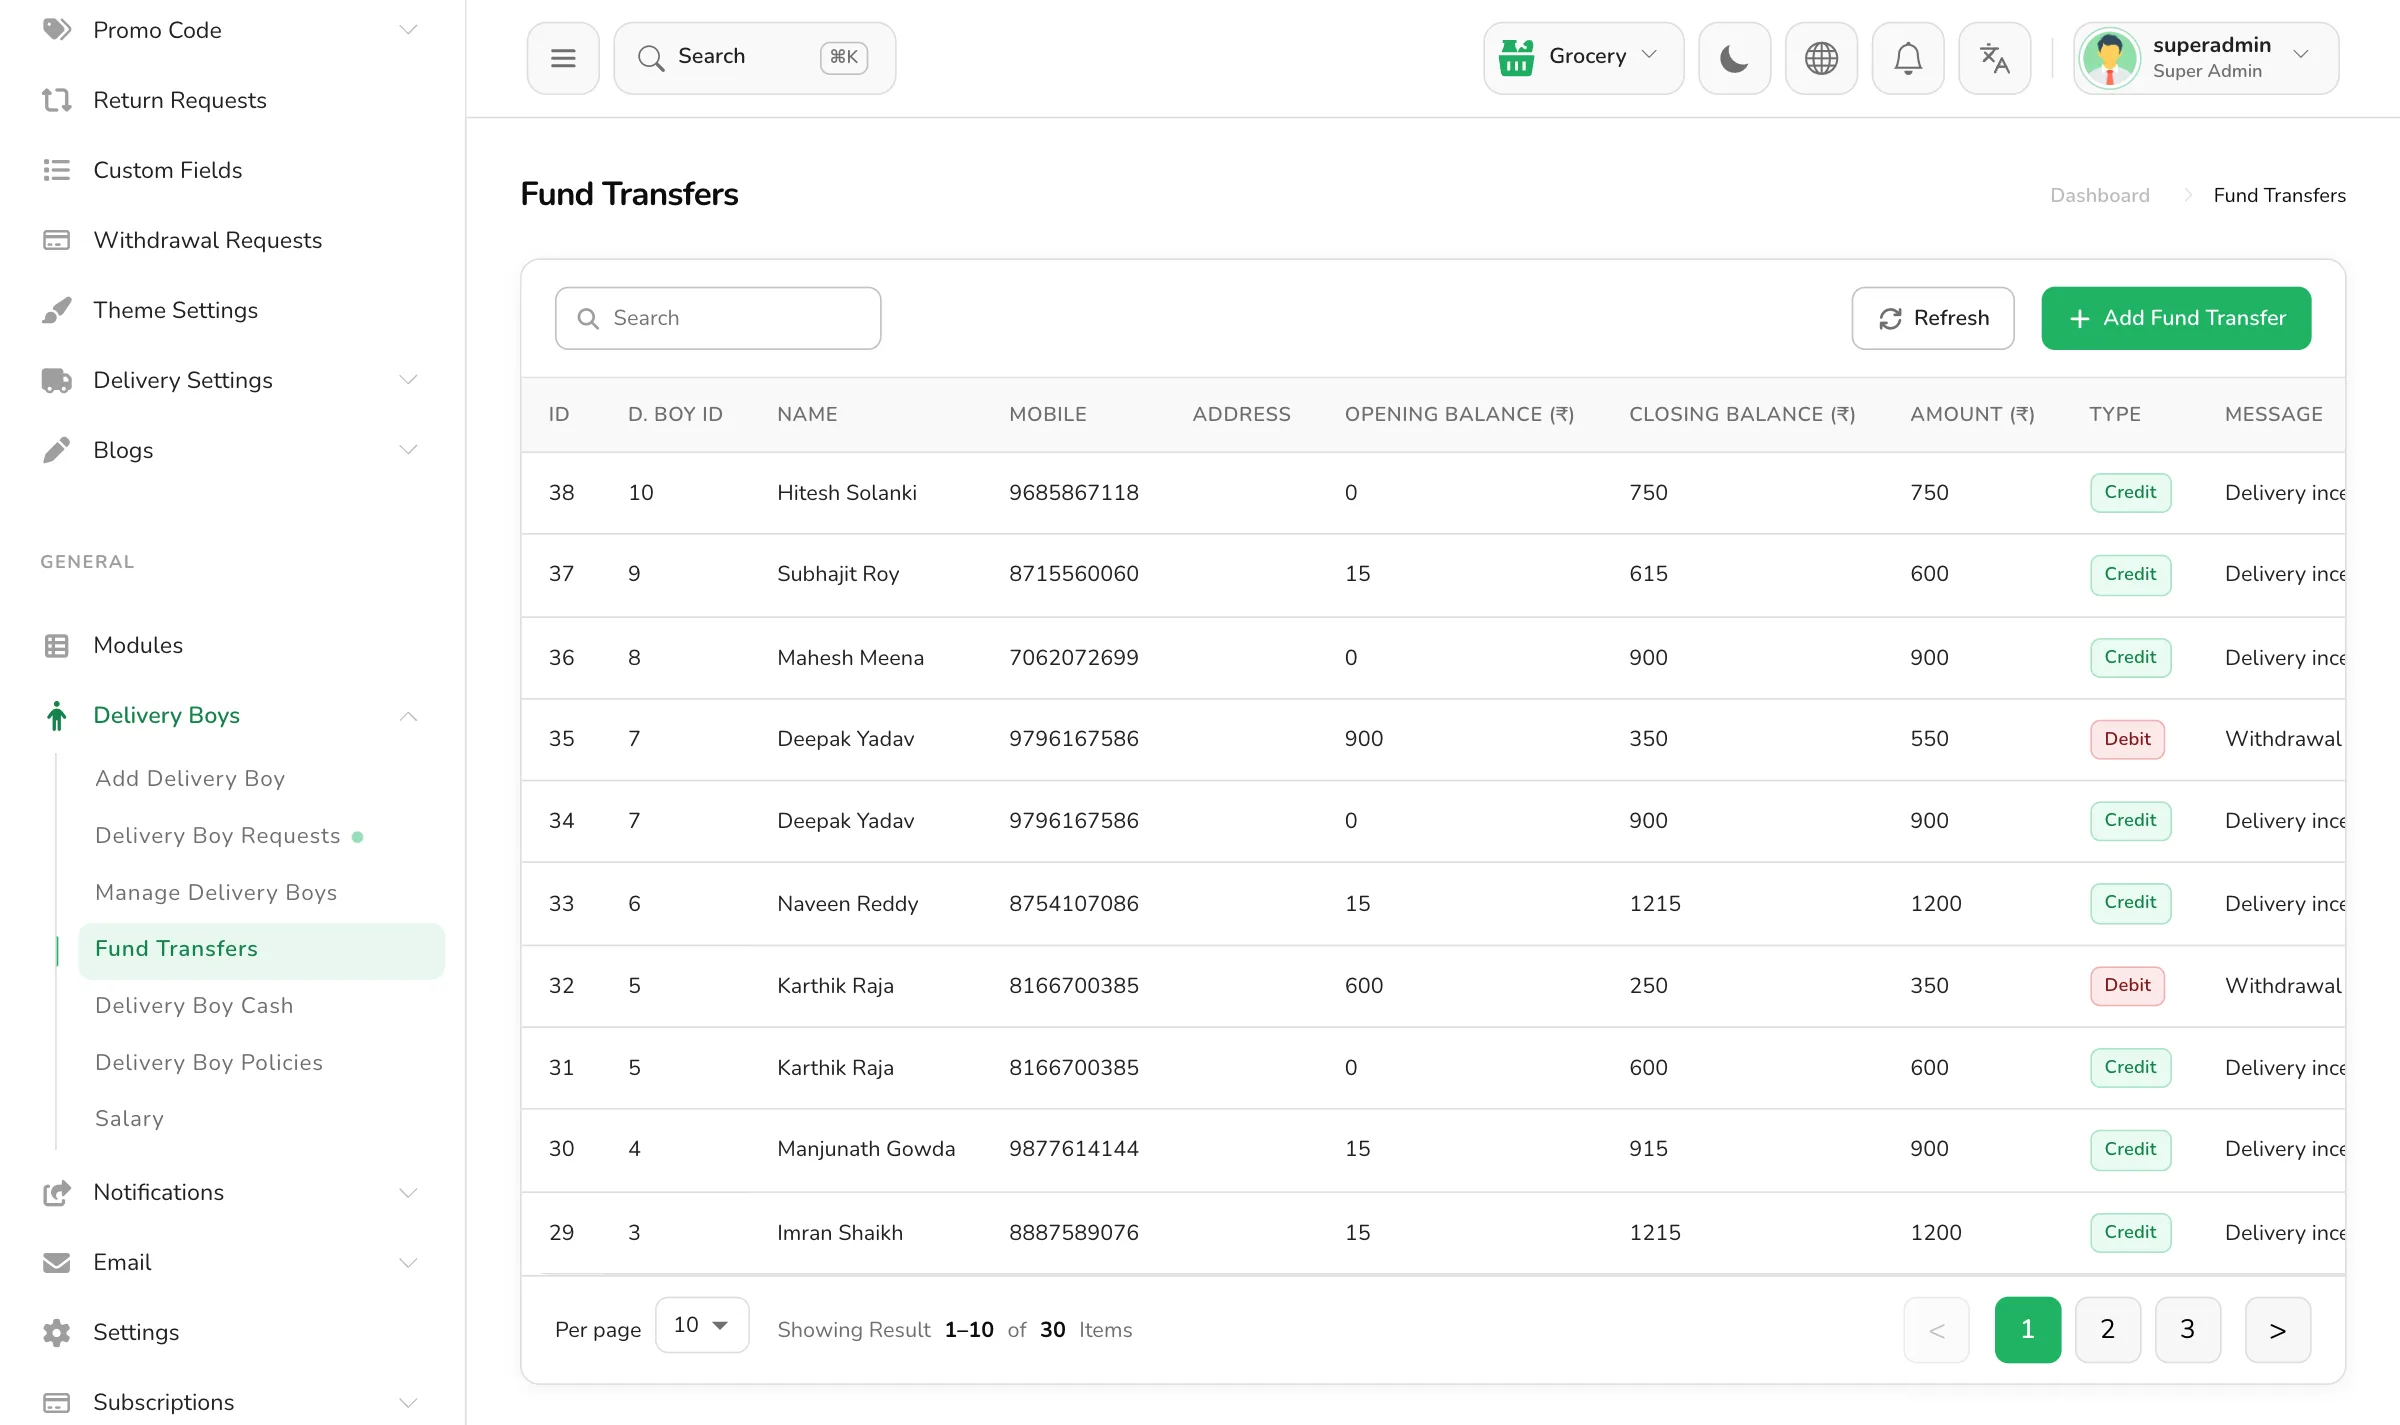 Promo Code
Return Requests
Custom Fields
Withdrawal Requests
Theme Settings
Delivery Settings
Blogs
GENERAL
Modules
Delivery Boys
Add Delivery Boy
Delivery Boy Requests
Manage Delivery Boys
Fund Transfers
Delivery Boy Cash
Delivery Boy Policies
Salary
Notifications
Email
Settings
Subscriptions
Search ⌘K
Grocery
superadmin
Super Admin
Fund Transfers
Dashboard > Fund Transfers
Search
Refresh
+ Add Fund Transfer
ID D. BOY ID NAME MOBILE ADDRESS OPENING BALANCE (₹) CLOSING BALANCE (₹) AMOUNT (₹) TYPE MESSAGE
38 10 Hitesh Solanki 9685867118 0 750 750 Credit Delivery ince
37 9 Subhajit Roy 8715560060 15 615 600 Credit Delivery ince
36 8 Mahesh Meena 7062072699 0 900 900 Credit Delivery ince
35 7 Deepak Yadav 9796167586 900 350 550 Debit Withdrawal
34 7 Deepak Yadav 9796167586 0 900 900 Credit Delivery ince
33 6 Naveen Reddy 8754107086 15 1215 1200 Credit Delivery ince
32 5 Karthik Raja 8166700385 600 250 350 Debit Withdrawal
31 5 Karthik Raja 8166700385 0 600 600 Credit Delivery ince
30 4 Manjunath Gowda 9877614144 15 915 900 Credit Delivery ince
29 3 Imran Shaikh 8887589076 15 1215 1200 Credit Delivery ince
Per page 10 Showing Result 1–10 of 30 Items
< 1 2 3 >